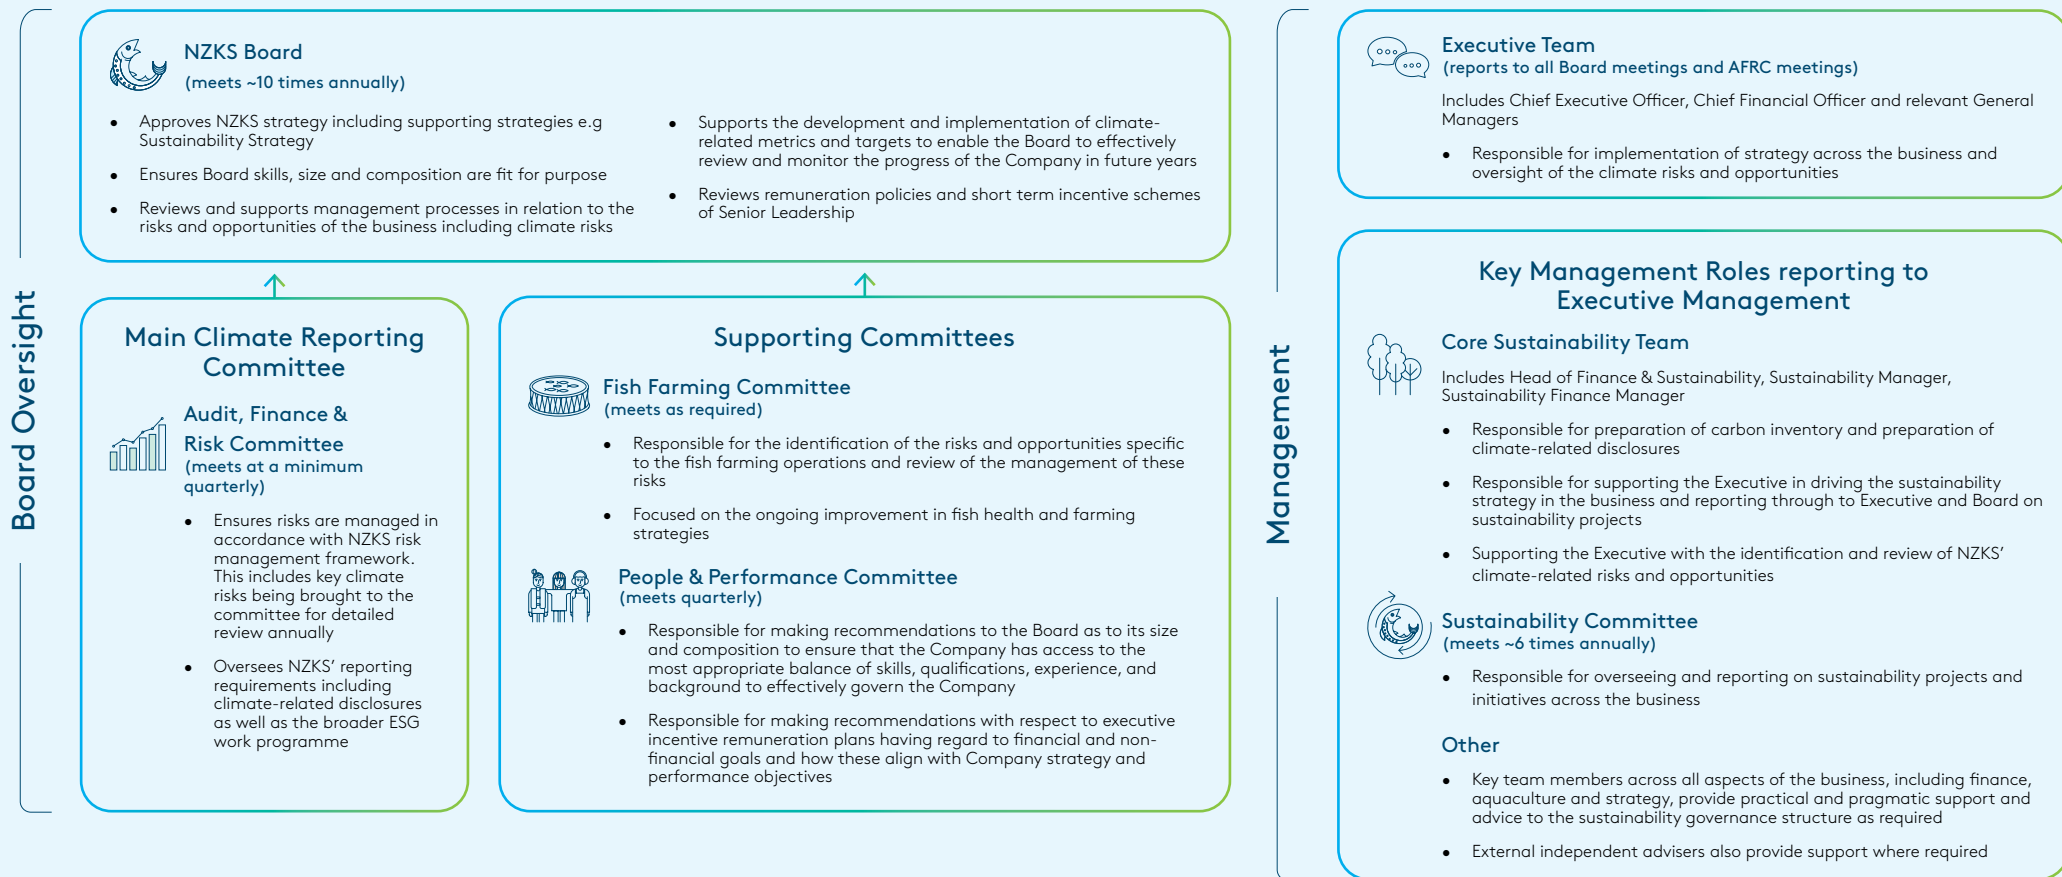 Board Oversight
NZKS Board
(meets ~10 times annually)
• Approves NZKS strategy including supporting strategies e.g
Sustainability Strategy
• Ensures Board skills, size and composition are fit for purpose
• Reviews and supports management processes in relation to the
risks and opportunities of the business including climate risks
• Supports the development and implementation of climate-
related metrics and targets to enable the Board to effectively
review and monitor the progress of the Company in future years
• Reviews remuneration policies and short term incentive schemes
of Senior Leadership
Main Climate Reporting
Committee
Audit, Finance &
Risk Committee
(meets at a minimum
quarterly)
• Ensures risks are managed in
accordance with NZKS risk
management framework.
This includes key climate
risks being brought to the
committee for detailed
review annually
• Oversees NZKS’ reporting
requirements including
climate-related disclosures
as well as the broader ESG
work programme
Supporting Committees
Fish Farming Committee
(meets as required)
• Responsible for the identification of the risks and opportunities specific
to the fish farming operations and review of the management of these
risks
• Focused on the ongoing improvement in fish health and farming
strategies
People & Performance Committee
(meets quarterly)
• Responsible for making recommendations to the Board as to its size
and composition to ensure that the Company has access to the
most appropriate balance of skills, qualifications, experience, and
background to effectively govern the Company
• Responsible for making recommendations with respect to executive
incentive remuneration plans having regard to financial and non-
financial goals and how these align with Company strategy and
performance objectives
Management
Executive Team
(reports to all Board meetings and AFRC meetings)
Includes Chief Executive Officer, Chief Financial Officer and relevant General
Managers
• Responsible for implementation of strategy across the business and
oversight of the climate risks and opportunities
Key Management Roles reporting to
Executive Management
Core Sustainability Team
Includes Head of Finance & Sustainability, Sustainability Manager,
Sustainability Finance Manager
• Responsible for preparation of carbon inventory and preparation of
climate-related disclosures
• Responsible for supporting the Executive in driving the sustainability
strategy in the business and reporting through to Executive and Board on
sustainability projects
• Supporting the Executive with the identification and review of NZKS’
climate-related risks and opportunities
Sustainability Committee
(meets ~6 times annually)
• Responsible for overseeing and reporting on sustainability projects and
initiatives across the business
Other
• Key team members across all aspects of the business, including finance,
aquaculture and strategy, provide practical and pragmatic support and
advice to the sustainability governance structure as required
• External independent advisers also provide support where required